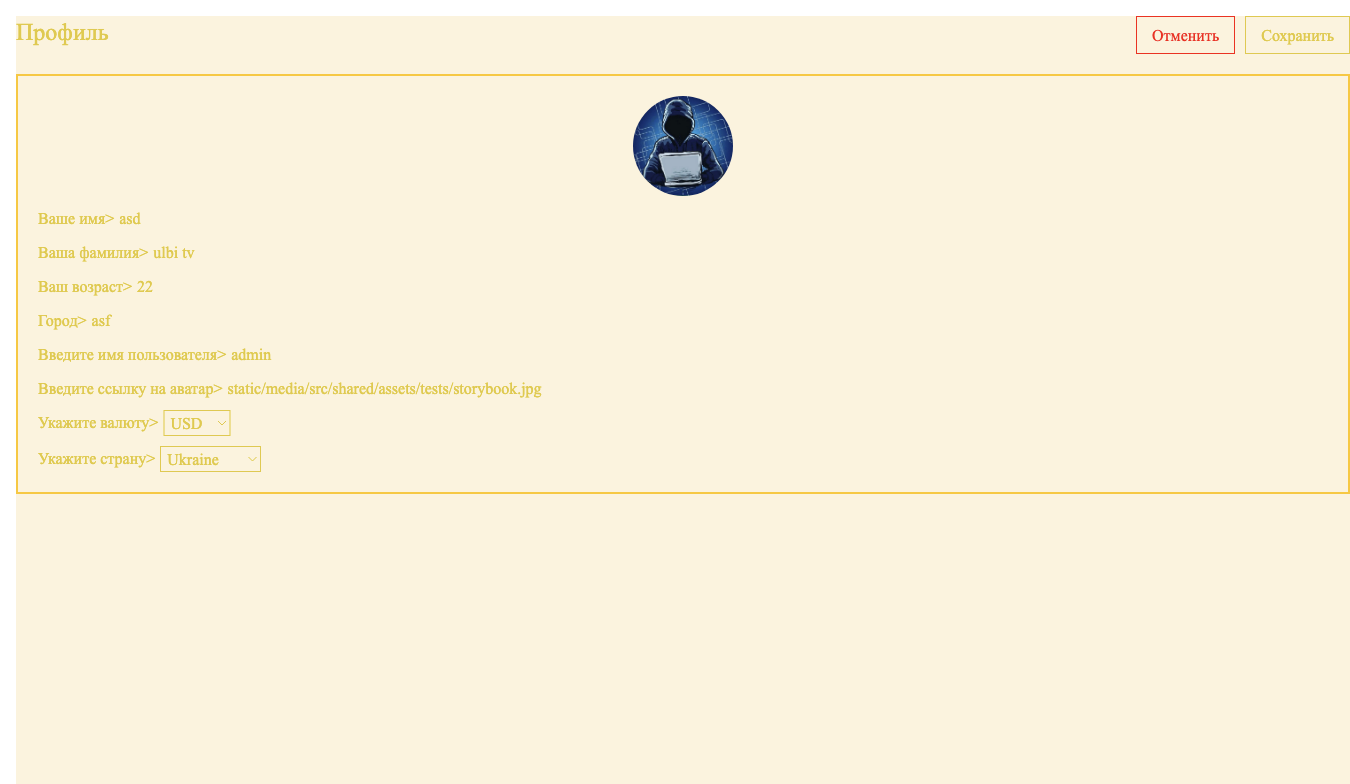 Профиль
Отменить
Сохранить
Ваше имя> asd
Ваша фамилия> ulbi tv
Ваш возраст> 22
Город> asf
Введите имя пользователя> admin
Введите ссылку на аватар> static/media/src/shared/assets/tests/storybook.jpg
Укажите валюту> USD
Укажите страну> Ukraine